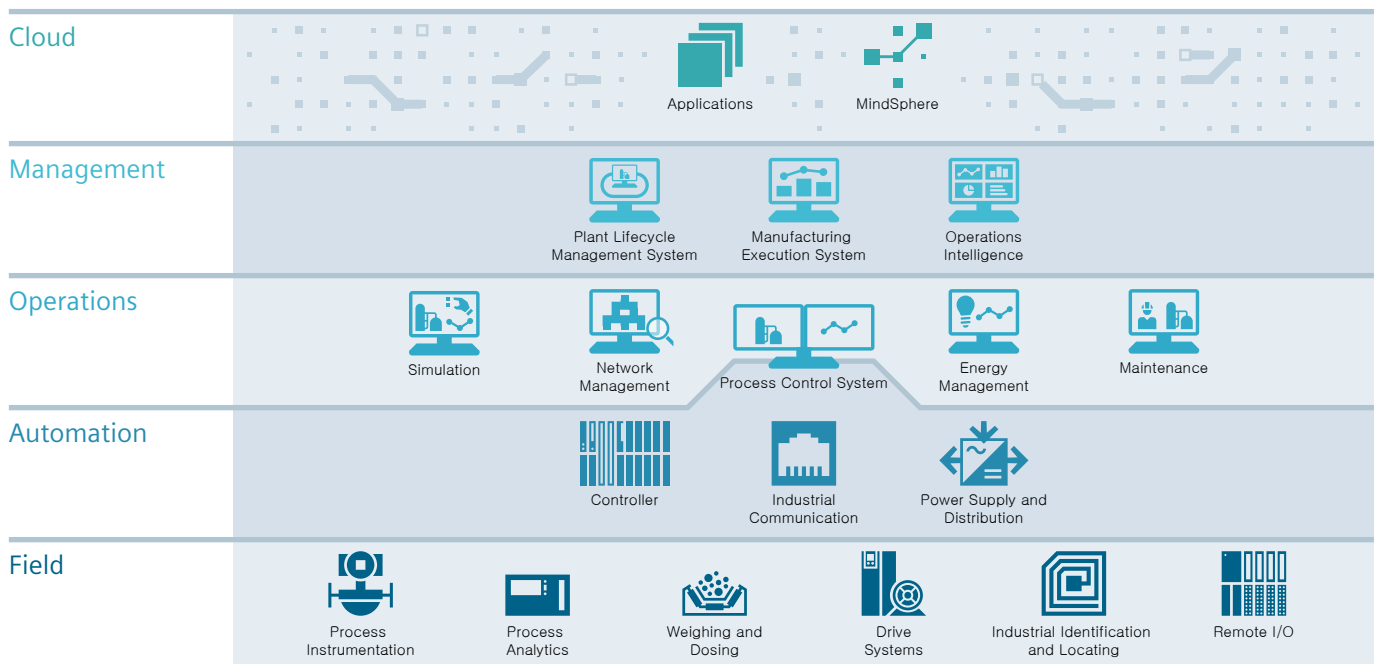 Cloud
Applications
MindSphere
Management
Plant Lifecycle
Management System
Manufacturing
Execution System
Operations
Intelligence
Operations
Simulation
Network
Management
Process Control System
Energy
Management
Maintenance
Automation
Controller
Industrial
Communication
Power Supply and
Distribution
Field
Process
Instrumentation
Process
Analytics
Weighing and
Dosing
Drive
Systems
Industrial Identification
and Locating
Remote I/O